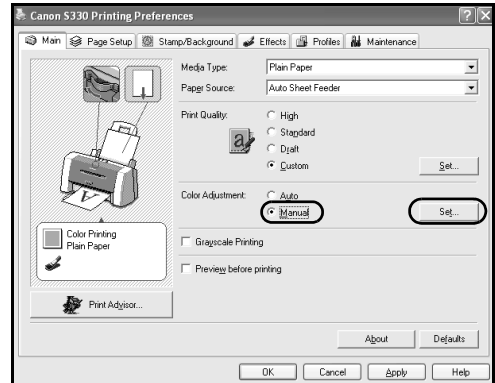 Canon S330 Printing Preferences
Main Page Setup Stamp/Background Effects Profiles Maintenance
Media Type: Plain Paper
Paper Source: Auto Sheet Feeder
Print Quality: High
Standard
Draft
Custom Set...
Color Adjustment: Auto
Manual Set...
Color Printing
Plain Paper
Grayscale Printing
Preview before printing
Print Advisor...
About Defaults
OK Cancel Apply Help